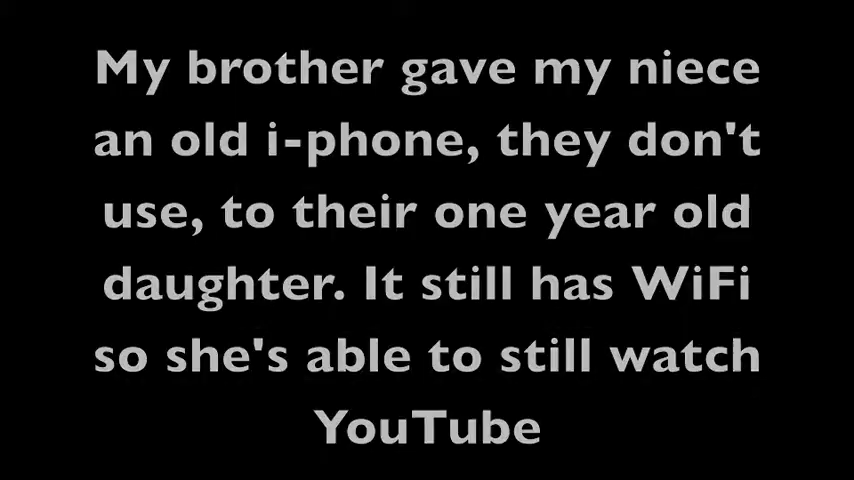 My brother gave my niece
an old i-phone, they don't
use, to their one year old
daughter. It still has WiFi
so she's able to still watch
YouTube